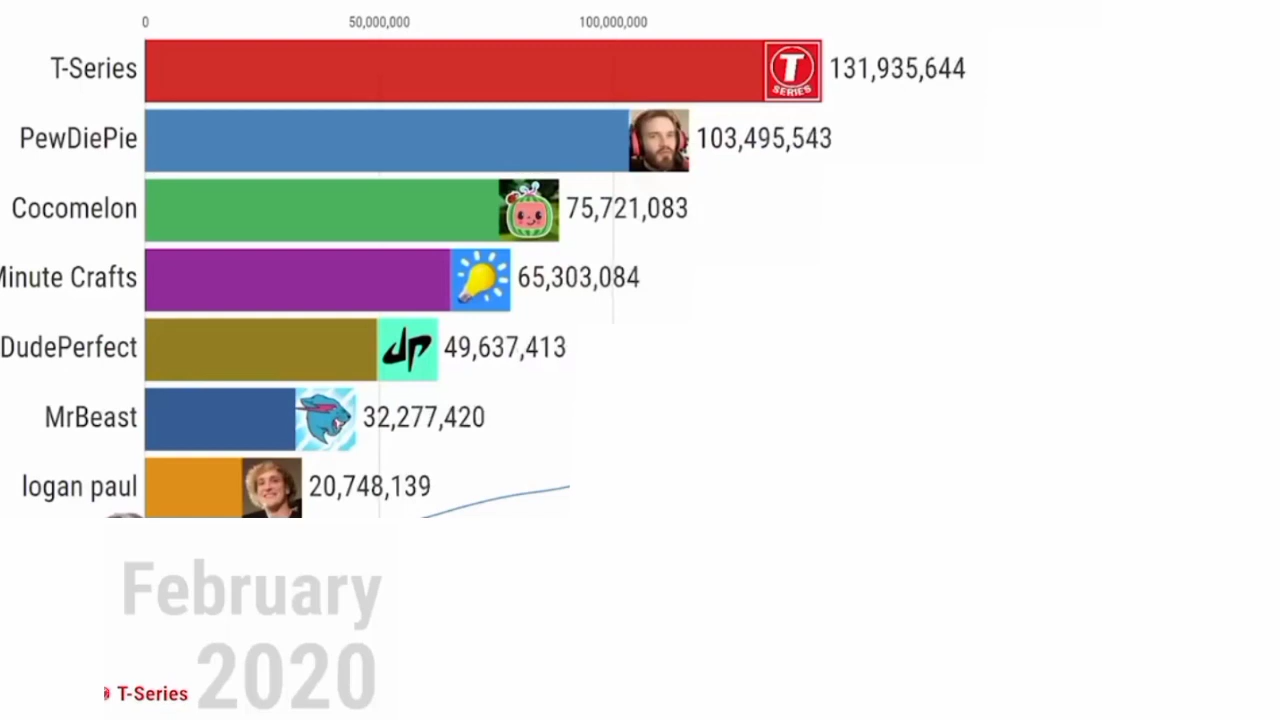 0 50,000,000 100,000,000
T-Series T SERIES 131,935,644
PewDiePie 103,495,543
Cocomelon 75,721,083
Minute Crafts 65,303,084
DudePerfect dp 49,637,413
MrBeast 32,277,420
logan paul 20,748,139
February
2020
T-Series